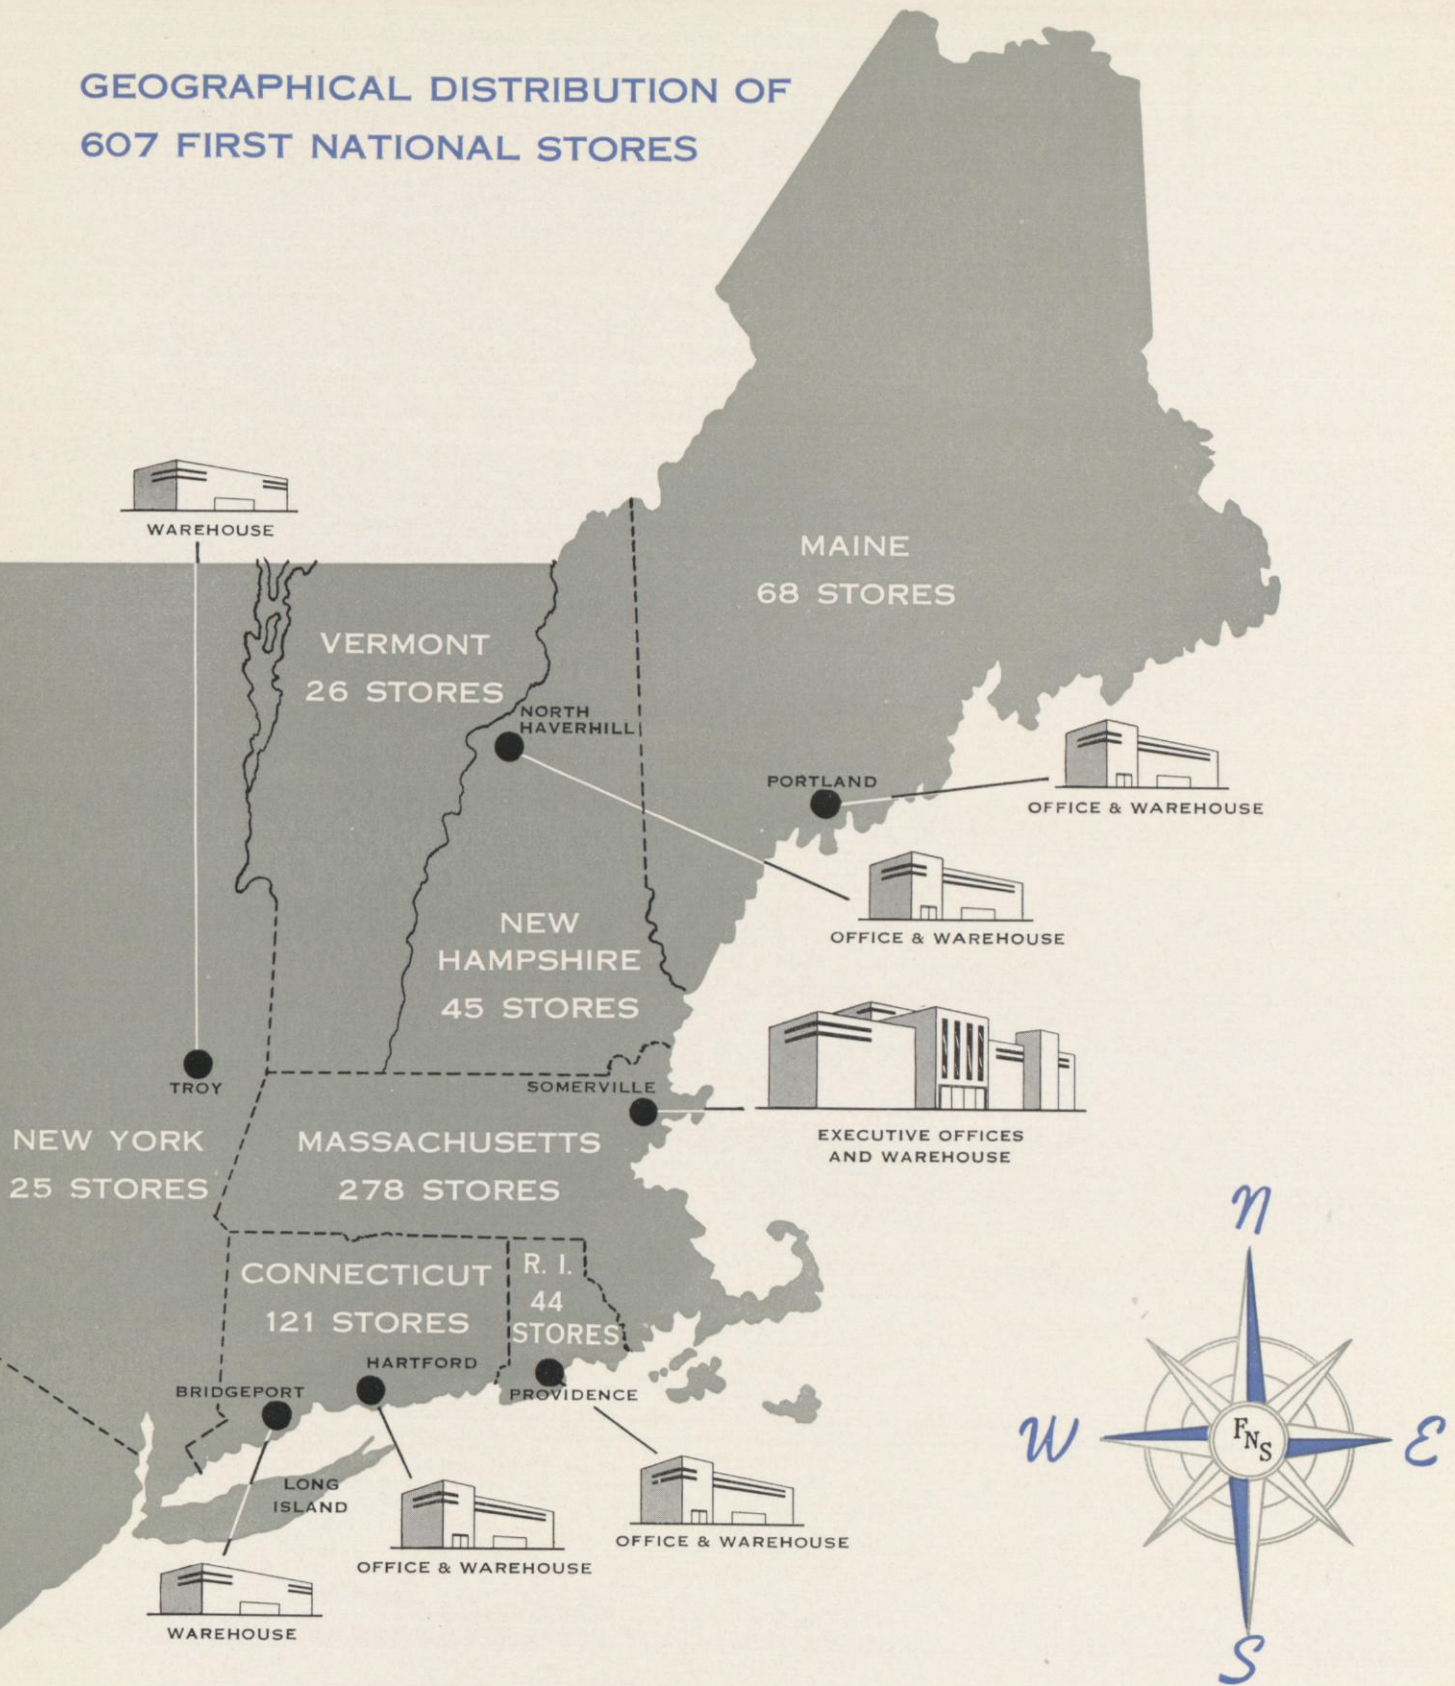 GEOGRAPHICAL DISTRIBUTION OF
607 FIRST NATIONAL STORES
WAREHOUSE
MAINE
68 STORES
VERMONT
26 STORES
NORTH
HAVERHILL
PORTLAND
OFFICE & WAREHOUSE
OFFICE & WAREHOUSE
NEW
HAMPSHIRE
45 STORES
TROY
SOMERVILLE
EXECUTIVE OFFICES
AND WAREHOUSE
NEW YORK
25 STORES
MASSACHUSETTS
278 STORES
CONNECTICUT
121 STORES
R. I.
44
STORES
HARTFORD
BRIDGEPORT
PROVIDENCE
LONG
ISLAND
OFFICE & WAREHOUSE
OFFICE & WAREHOUSE
WAREHOUSE
N
W
FNS
E
S